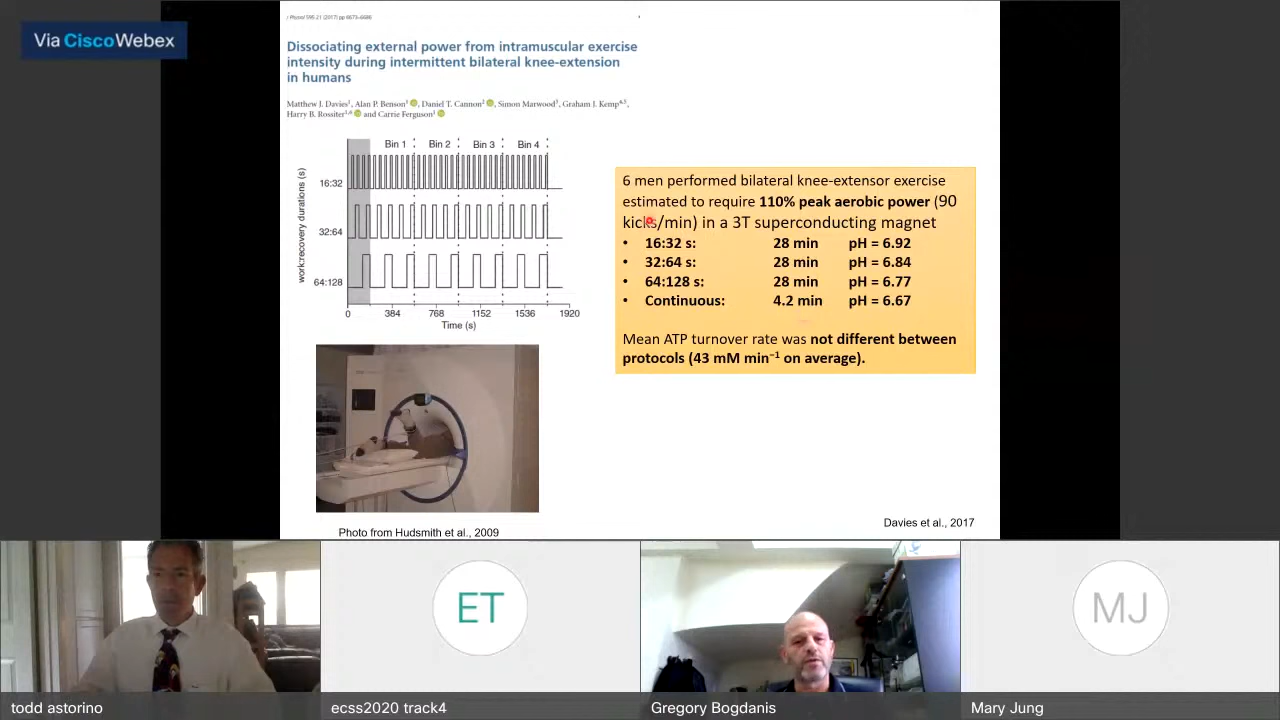 J Physiol 595.21 (2017) pp 6673–6686
Via Cisco Webex
Dissociating external power from intramuscular exercise
intensity during intermittent bilateral knee-extension
in humans
Matthew J. Davies¹, Alan P. Benson¹, Daniel T. Cannon², Simon Marwood³, Graham J. Kemp⁴,⁵,
Harry B. Rossiter¹,⁶ and Carrie Ferguson¹
Bin 1
Bin 2
Bin 3
Bin 4
work:recovery durations (s)
16:32
32:64
64:128
0
384
768
1152
1536
1920
Time (s)
6 men performed bilateral knee-extensor exercise
estimated to require 110% peak aerobic power (90
kicks/min) in a 3T superconducting magnet
• 16:32 s: 28 min pH = 6.92
• 32:64 s: 28 min pH = 6.84
• 64:128 s: 28 min pH = 6.77
• Continuous: 4.2 min pH = 6.67
Mean ATP turnover rate was not different between
protocols (43 mM min⁻¹ on average).
Davies et al., 2017
Photo from Hudsmith et al., 2009
ET
MJ
todd astorino
ecss2020 track4
Gregory Bogdanis
Mary Jung